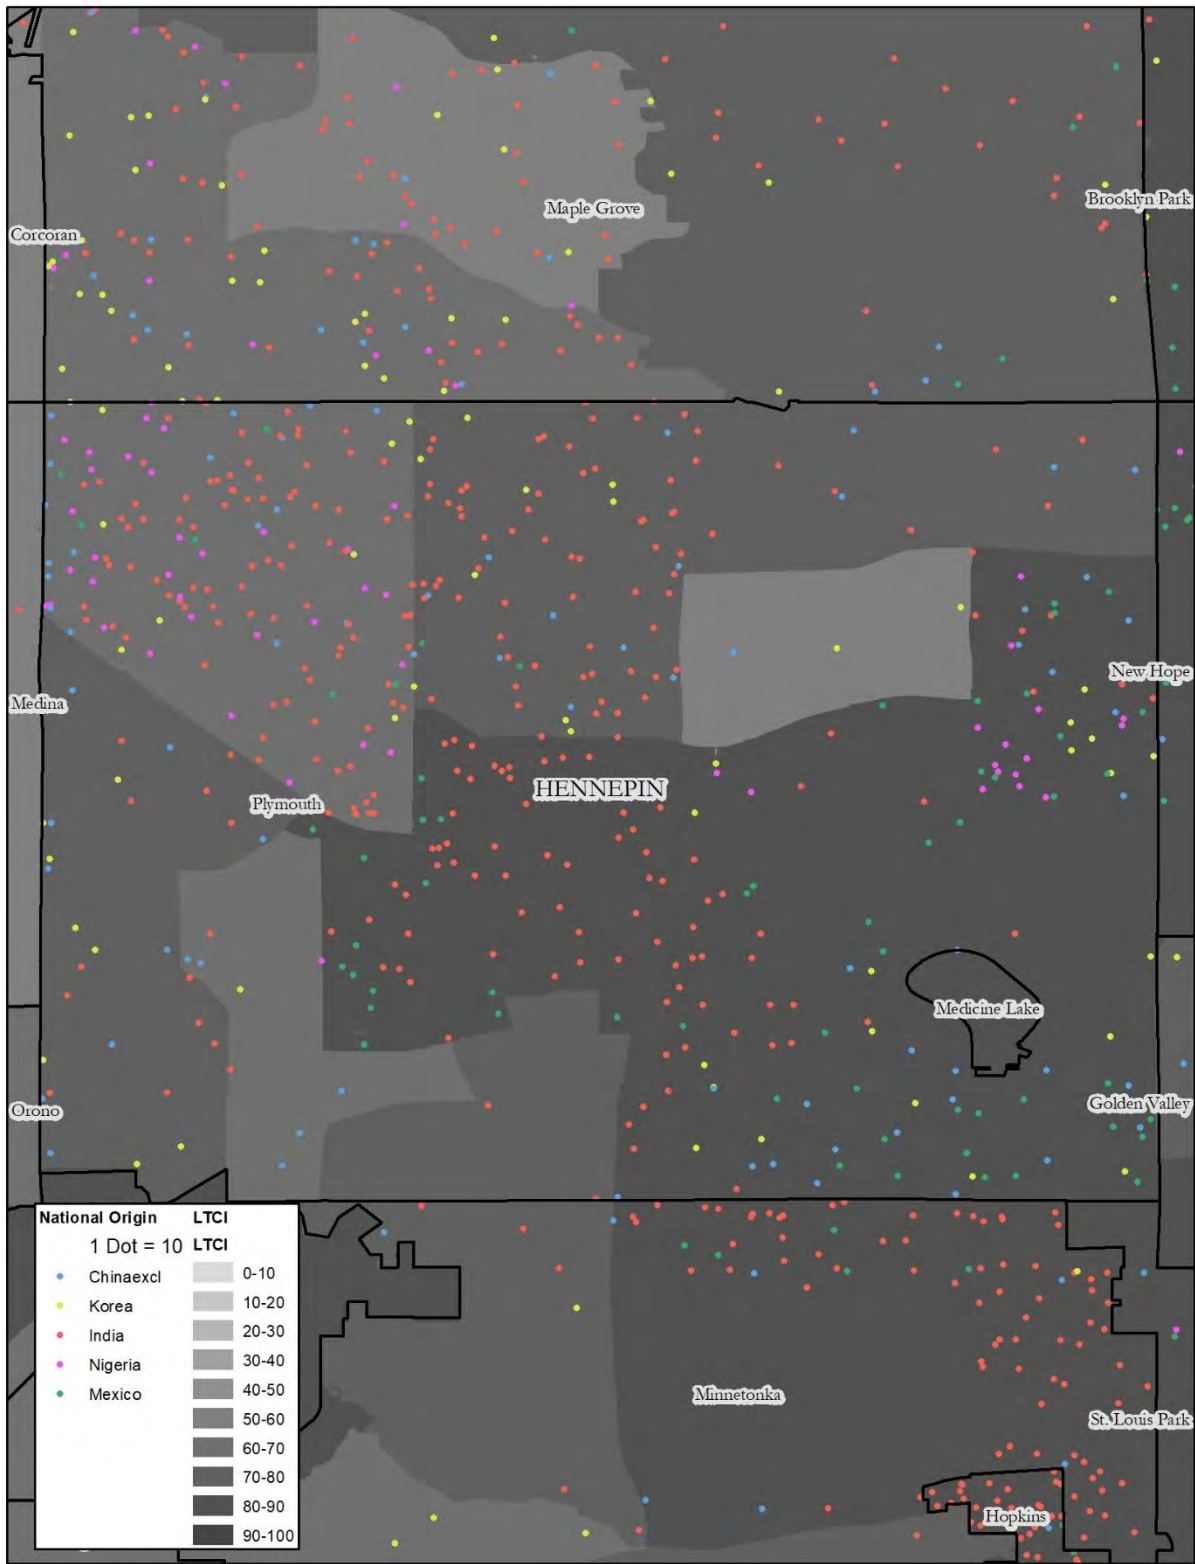 Maple Grove
Brooklyn Park
Corcoran
New Hope
Medina
HENNEPIN
Plymouth
Medicine Lake
Orono
Golden Valley
National Origin LTCI
1 Dot = 10 LTCI
Chinaexcl 0-10
Korea 10-20
India 20-30
Nigeria 30-40
Mexico 40-50
50-60
60-70
70-80
80-90
90-100
Minnetonka
St. Louis Park
Hopkins